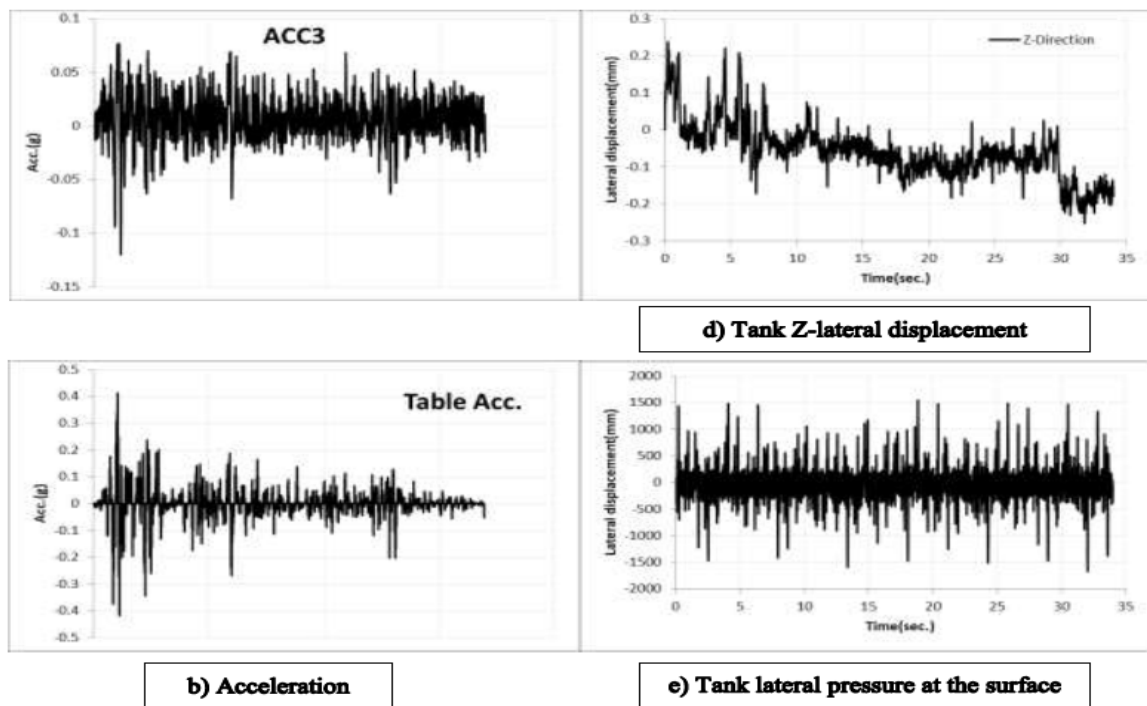 ACC3
Acc.(g)
0.1
0.05
0
-0.05
-0.1
-0.15
Z-Direction
Lateral displacement(mm)
0.3
0.2
0.1
0
-0.1
-0.2
-0.3
0 5 10 15 20 25 30 35
Time(sec.)
d) Tank Z-lateral displacement
Table Acc.
Acc.(g)
0.5
0.4
0.3
0.2
0.1
0
-0.1
-0.2
-0.3
-0.4
-0.5
b) Acceleration
Lateral displacement(mm)
2000
1500
1000
500
0
-500
-1000
-1500
2000
0 5 10 15 20 25 30 35
Time(sec.)
e) Tank lateral pressure at the surface